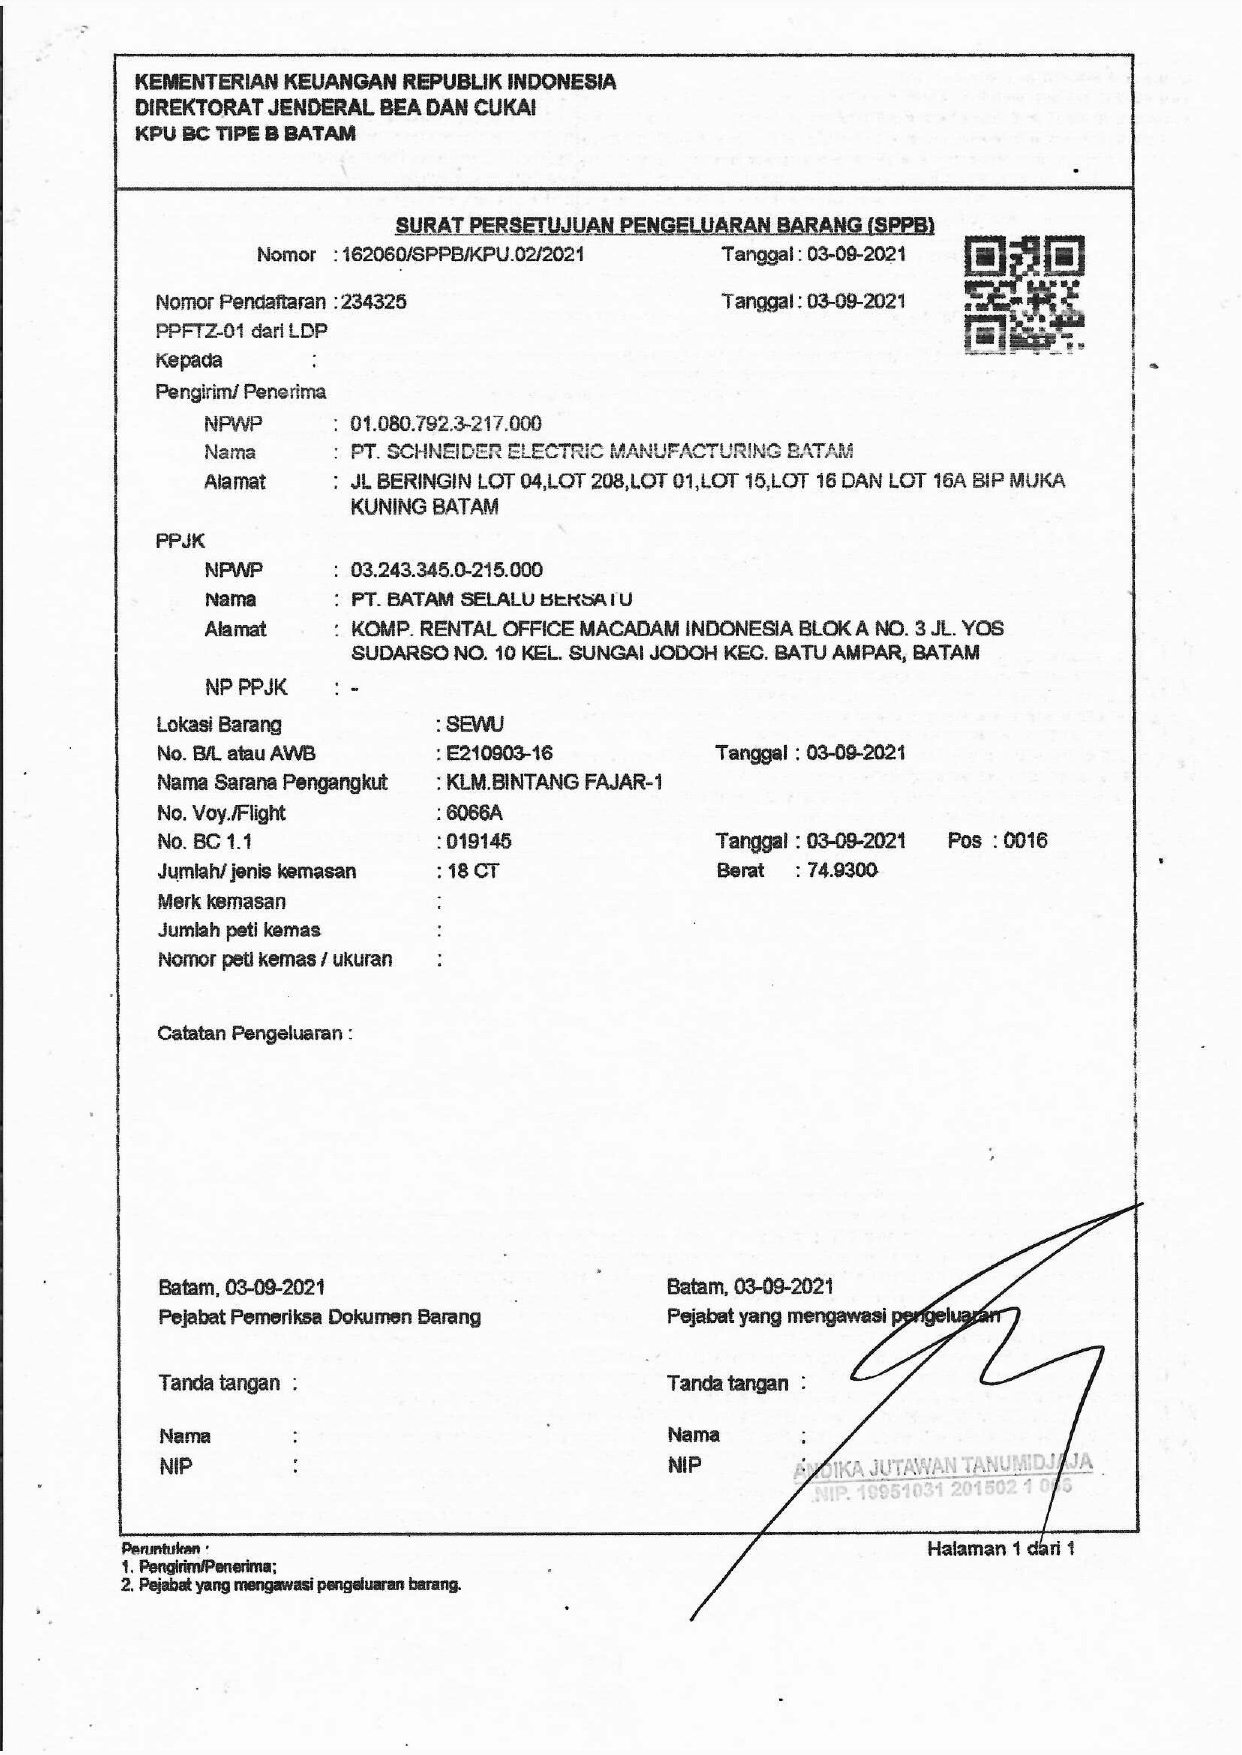 KEMENTERIAN KEUANGAN REPUBLIK INDONESIA
DIREKTORAT JENDERAL BEA DAN CUKAI
KPU BC TIPE B BATAM
SURAT PERSETUJUAN PENGELUARAN BARANG (SPPB)
Nomor : 162060/SPPB/KPU.02/2021 Tanggal : 03-09-2021
Nomor Pendaftaran : 234325 Tanggal : 03-09-2021
PPFTZ-01 dari LDP
Kepada :
Pengirim/ Penerima
NPWP : 01.080.792.3-217.000
Nama : PT. SCHNEIDER ELECTRIC MANUFACTURING BATAM
Alamat : JL BERINGIN LOT 04,LOT 208,LOT 01,LOT 15,LOT 16 DAN LOT 16A BIP MUKA
KUNING BATAM
PPJK
NPWP : 03.243.345.0-215.000
Nama : PT. BATAM SELALU BERSATU
Alamat : KOMP. RENTAL OFFICE MACADAM INDONESIA BLOK A NO. 3 JL. YOS
SUDARSO NO. 10 KEL. SUNGAI JODOH KEC. BATU AMPAR, BATAM
NP PPJK : -
Lokasi Barang : SEWU
No. B/L atau AWB : E210903-16 Tanggal : 03-09-2021
Nama Sarana Pengangkut : KLM.BINTANG FAJAR-1
No. Voy./Flight : 6066A
No. BC 1.1 : 019145 Tanggal : 03-09-2021 Pos : 0016
Jumlah/ jenis kemasan : 18 CT Berat : 74.9300
Merk kemasan :
Jumlah peti kemas :
Nomor peti kemas / ukuran :
Catatan Pengeluaran :
Batam, 03-09-2021 Batam, 03-09-2021
Pejabat Pemeriksa Dokumen Barang Pejabat yang mengawasi pengeluaran
Tanda tangan : Tanda tangan :
Nama : Nama :
NIP : NIP :
ANDIKA JUTAWAN TANUMIDJAJA
NIP. 19951031 201502 1
Peruntukan :
1. Pengirim/Penerima;
2. Pejabat yang mengawasi pengeluaran barang.
Halaman 1 dari 1